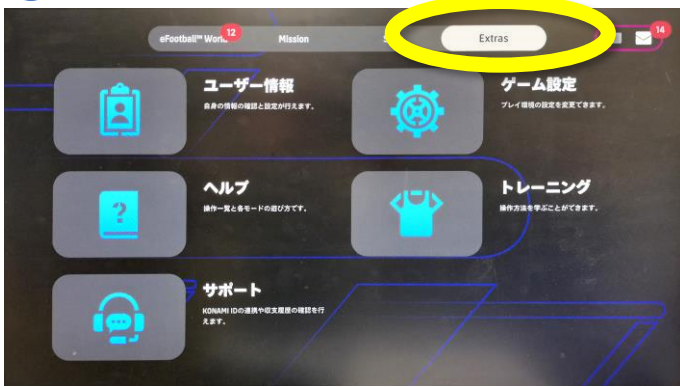 eFootball™ World
12
Mission
Extras
14
ユーザー情報
自身の情報の確認と設定が行えます。
ゲーム設定
プレイ環境の設定を変更できます。
ヘルプ
操作一覧と各モードの遊び方です。
トレーニング
操作方法を学ぶことができます。
サポート
KONAMI IDの連携や収支履歴の確認を行
えます。